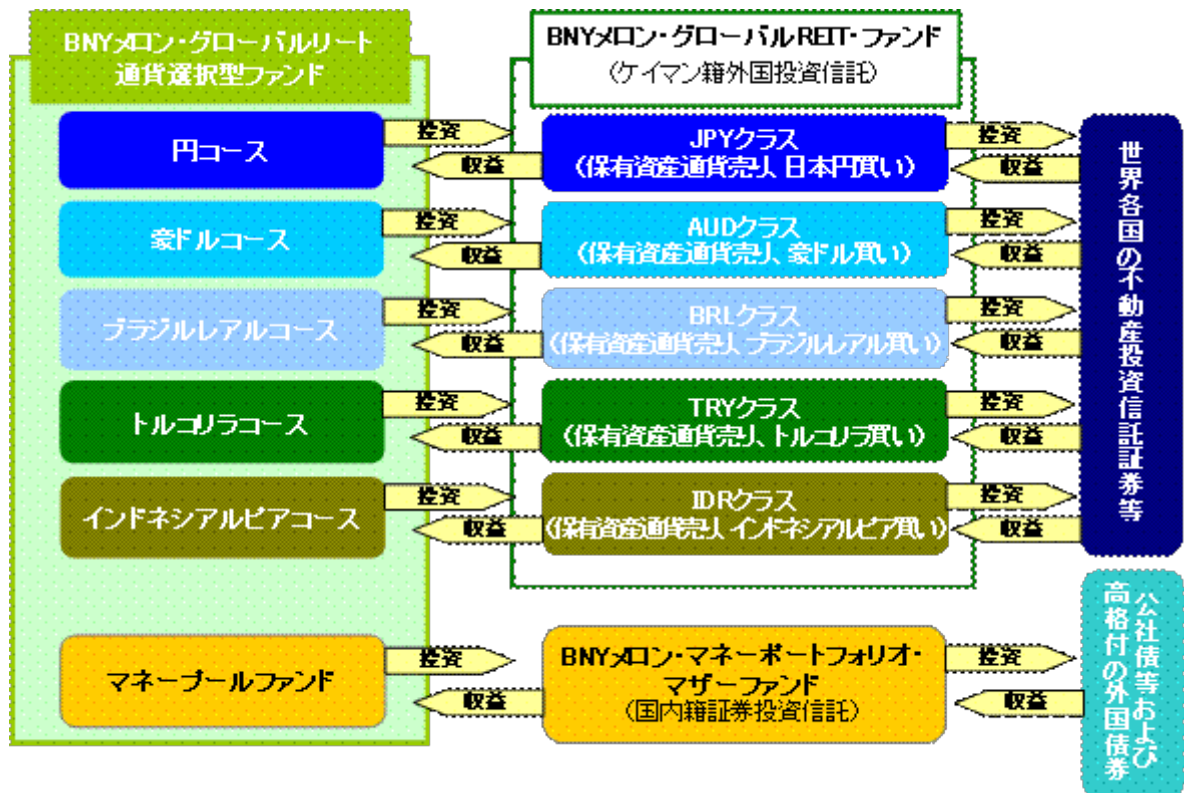 BNYメロン・グローバルリート
通貨選択型ファンド
BNYメロン・グローバルREIT・ファンド
(ケイマン籍外国投資信託)
円コース
投資
収益
JPYクラス
(保有資産通貨売り、日本円買い)
投資
収益
豪ドルコース
投資
収益
AUDクラス
(保有資産通貨売り、豪ドル買い)
投資
収益
ブラジルレアルコース
投資
収益
BRLクラス
(保有資産通貨売り、ブラジルレアル買い)
投資
収益
トルコリラコース
投資
収益
TRYクラス
(保有資産通貨売り、トルコリラ買い)
投資
収益
インドネシアルピアコース
投資
収益
IDRクラス
(保有資産通貨売り、インドネシアルピア買い)
投資
収益
世界各国の不動産投資信託証券等
マネープールファンド
投資
収益
BNYメロン・マネーポートフォリオ・
マザーファンド
(国内籍証券投資信託)
投資
収益
公社債等および
高格付の外国債券